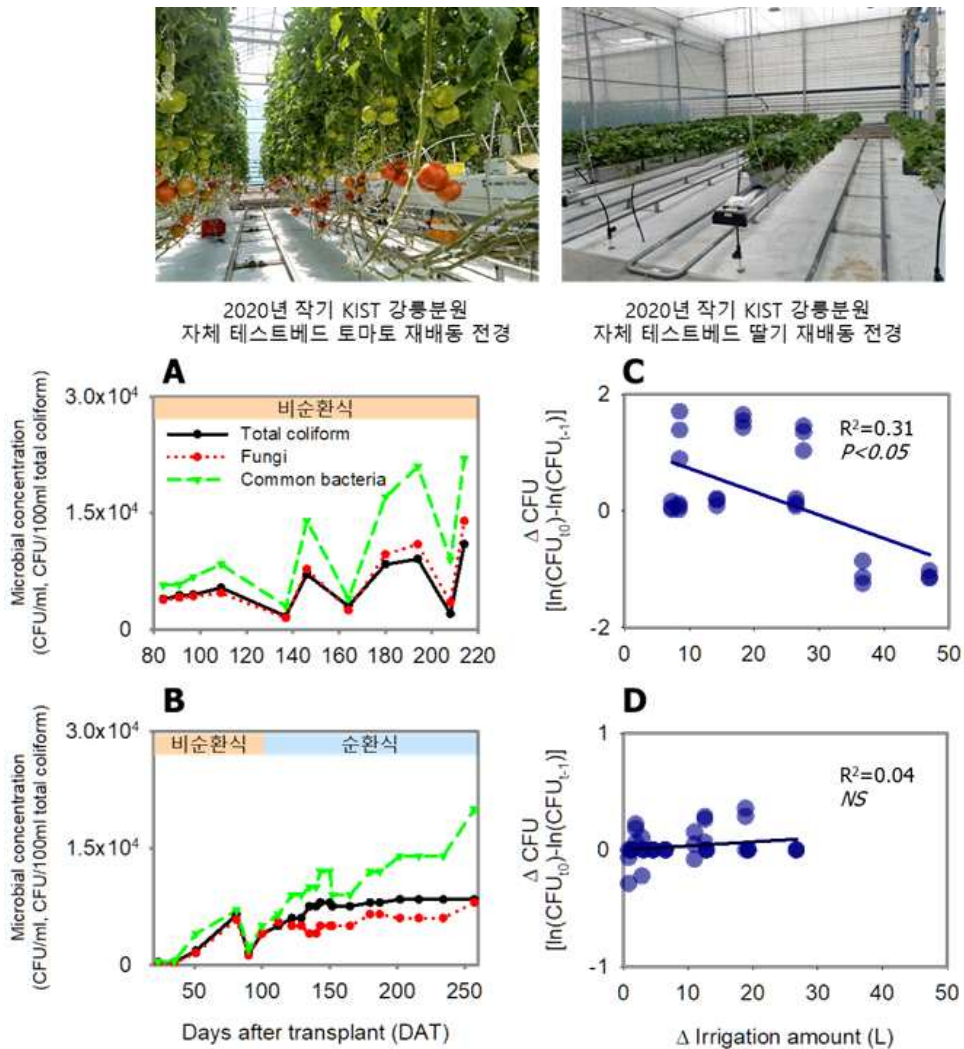 2020년 작기 KIST 강릉분원
자체 테스트베드 토마토 재배동 전경
2020년 작기 KIST 강릉분원
자체 테스트베드 딸기 재배동 전경
A
Microbial concentration
(CFU/ml, CFU/100ml total coliform)
3.0x10⁴
1.5x10⁴
0
비순환식
Total coliform
Fungi
Common bacteria
80 100 120 140 160 180 200 220
C
Δ CFU
[ln(CFU_t0)-ln(CFU_t-1)]
2
0
-2
R²=0.31
P<0.05
0 10 20 30 40 50
B
Microbial concentration
(CFU/ml, CFU/100ml total coliform)
3.0x10⁴
1.5x10⁴
0
비순환식 순환식
50 100 150 200 250
Days after transplant (DAT)
D
Δ CFU
[ln(CFU_t0)-ln(CFU_t-1)]
1
0
-1
R²=0.04
NS
0 10 20 30 40 50
Δ Irrigation amount (L)